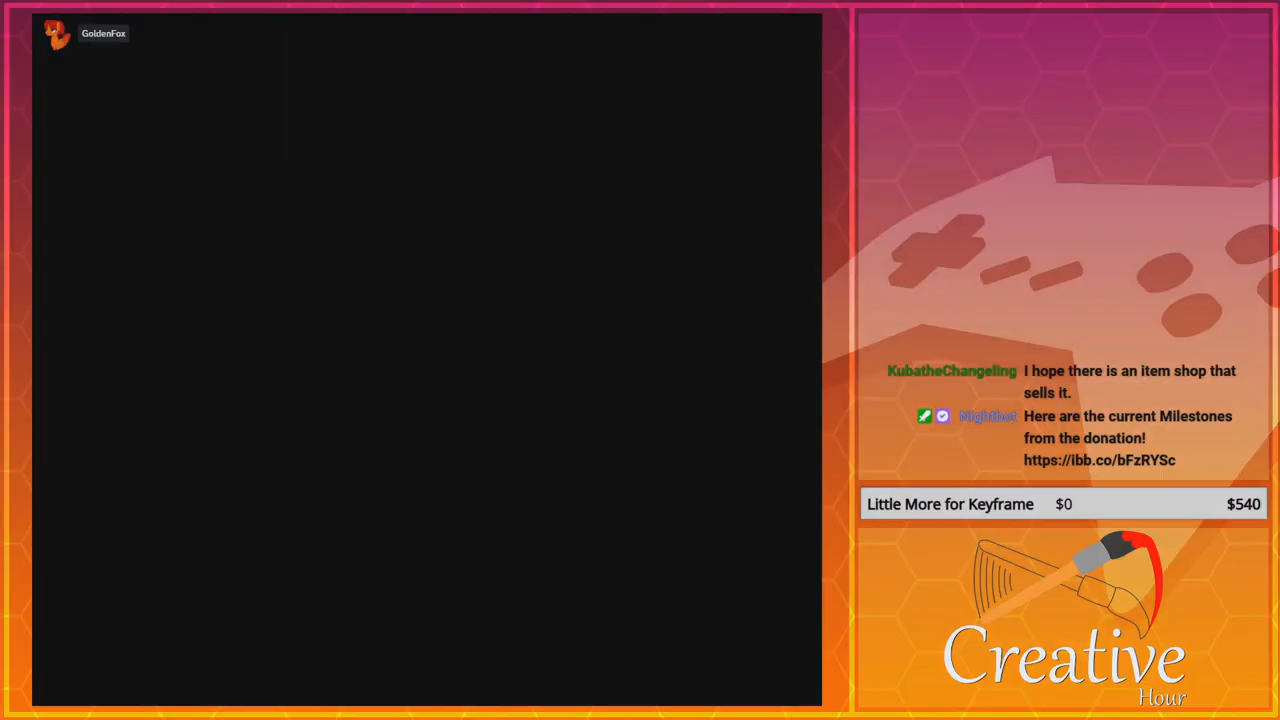 GoldenFox
KubatheChangeling I hope there is an item shop that
sells it.
Nightbot Here are the current Milestones
from the donation!
https://ibb.co/bFzRYSc
Little More for Keyframe $0 $540
Creative
Hour